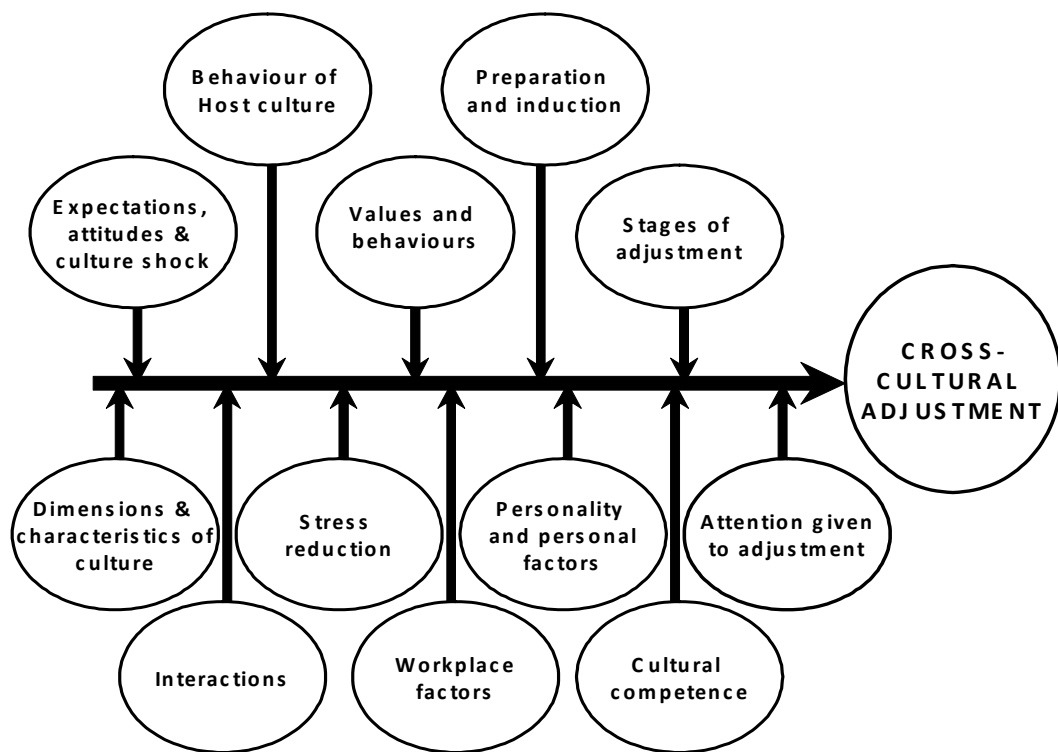 Behaviour of
Host culture
Preparation
and induction
Expectations,
attitudes &
culture shock
Values and
behaviours
Stages of
adjustment
CROSS-
CULTURAL
ADJUSTMENT
Dimensions &
characteristics of
culture
Stress
reduction
Personality
and personal
factors
Attention given
to adjustment
Interactions
Workplace
factors
Cultural
competence